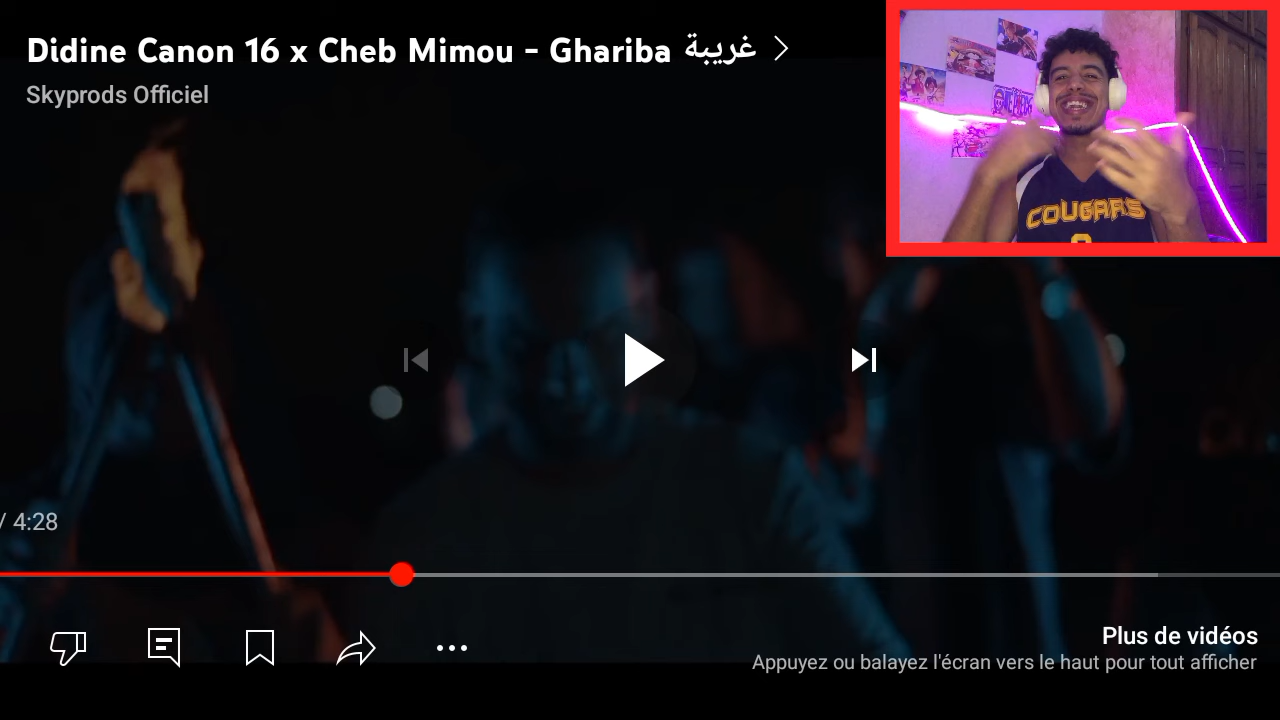 Didine Canon 16 x Cheb Mimou - Ghariba غريبة
Skyprods Officiel
COUGARS
/ 4:28
Plus de vidéos
Appuyez ou balayez l'écran vers le haut pour tout afficher